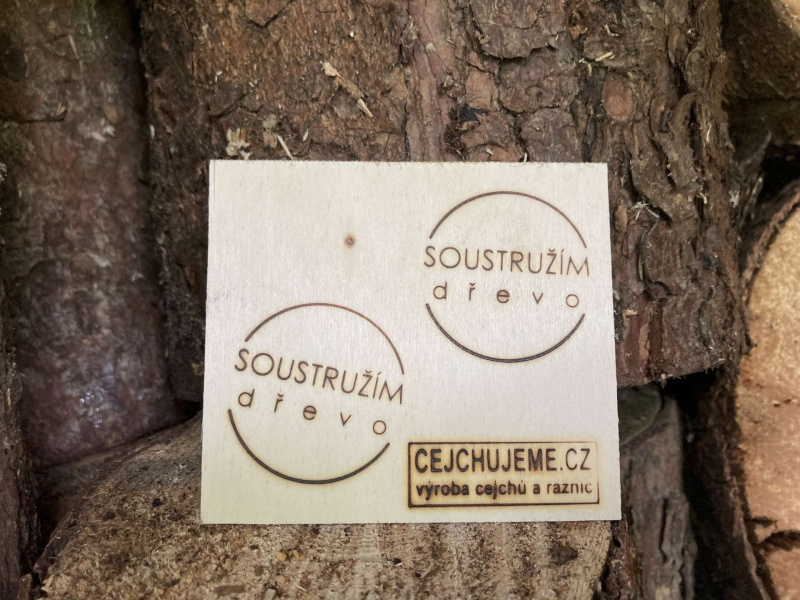 SOUSTRUŽÍM
dřevo
SOUSTRUŽÍM
dřevo
CEJCHUJEME.CZ
výroba cejchů a raznic